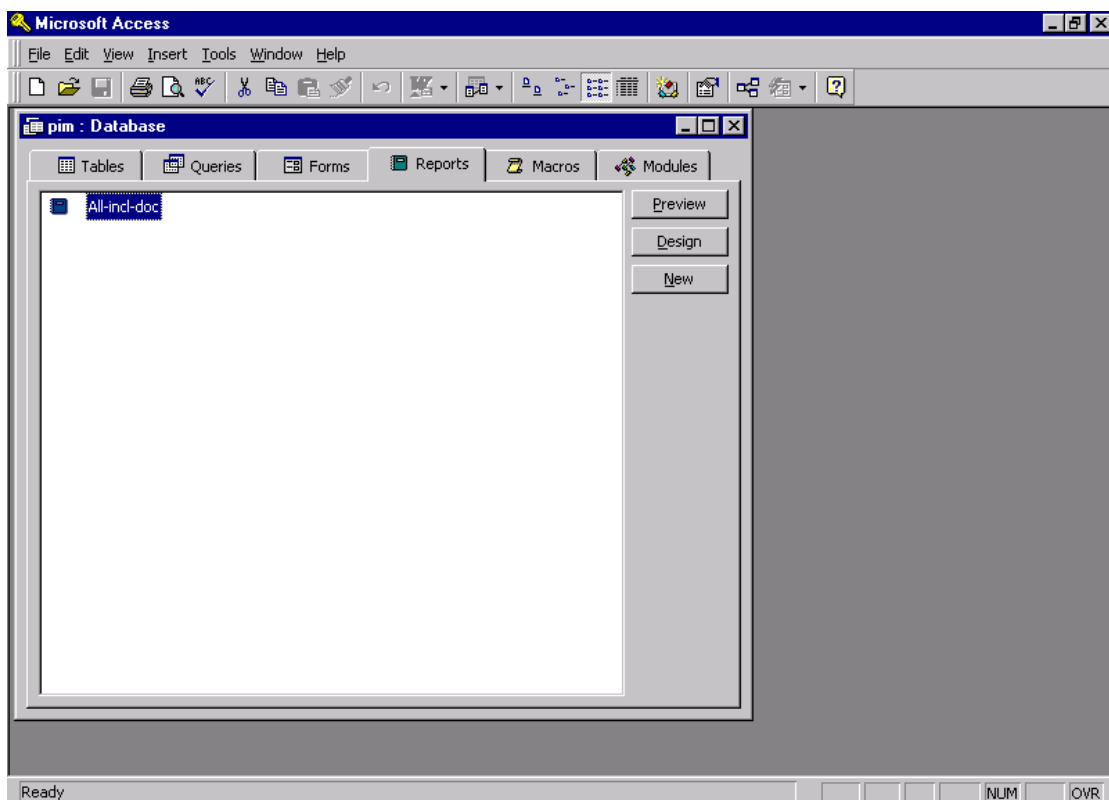 Microsoft Access
File Edit View Insert Tools Window Help
ABC
pim : Database
Tables Queries Forms Reports Macros Modules
All-incl-doc Preview
Design
New
Ready NUM OVR